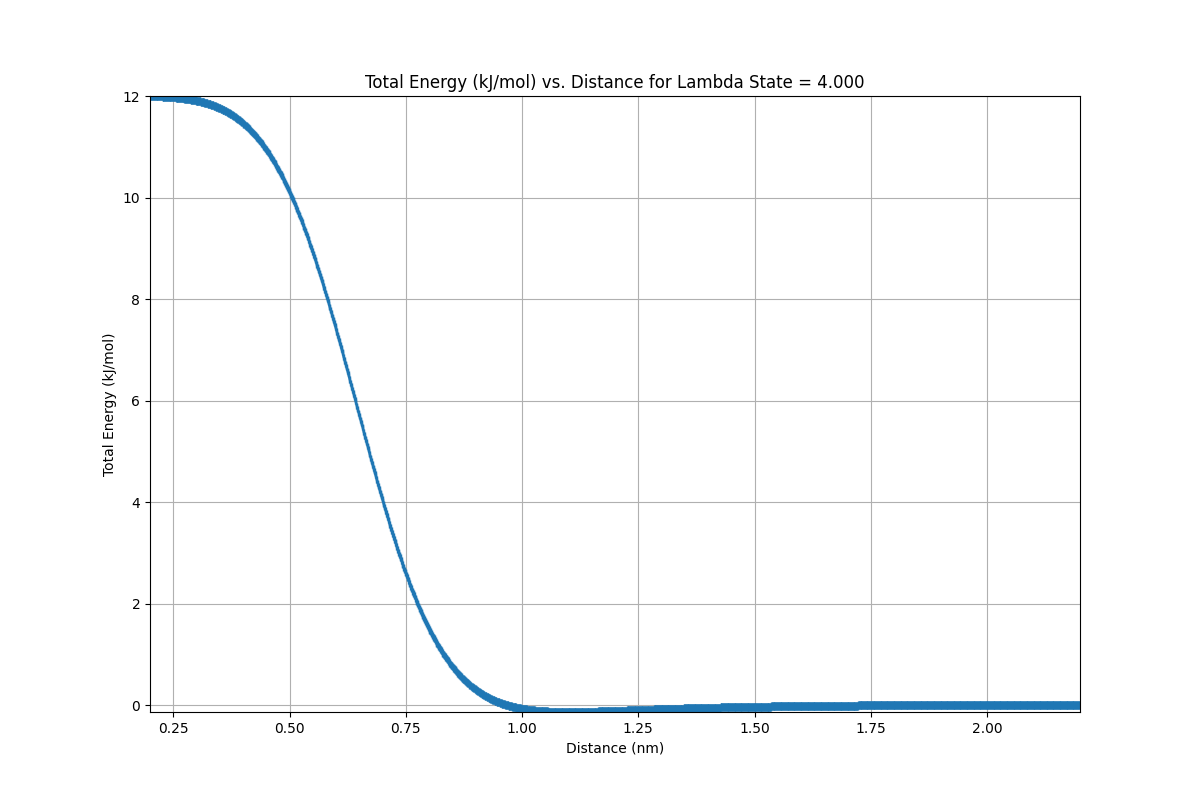 Total Energy (kJ/mol) vs. Distance for Lambda State = 4.000
12
10
8
6
4
2
0
Total Energy (kJ/mol)
0.25 0.50 0.75 1.00 1.25 1.50 1.75 2.00
Distance (nm)